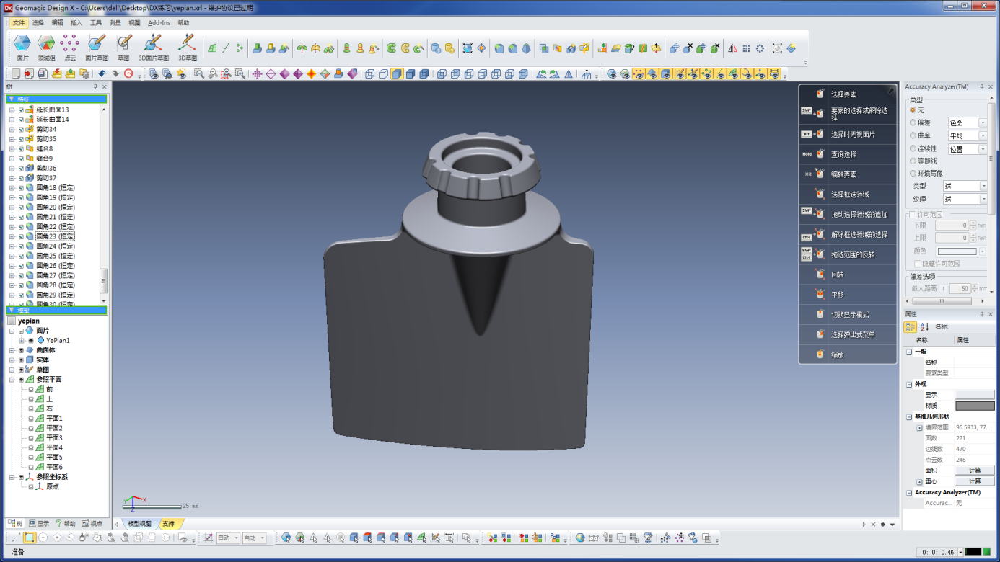 Geomagic Design X - C:\Users\dell\Desktop\DX练习\yepian.xrl - 维护协议已过期
文件 选择 编辑 插入 工具 测量 视图 Add-Ins 帮助
面片 领域组 点云 面片草图 草图 3D面片草图 3D草图
树
特征
延长曲面13
延长曲面14
剪切34
剪切35
缝合8
缝合9
剪切36
剪切37
圆角18 (恒定)
圆角19 (恒定)
圆角20 (恒定)
圆角21 (恒定)
圆角22 (恒定)
圆角23 (恒定)
圆角24 (恒定)
圆角25 (恒定)
圆角26 (恒定)
圆角27 (恒定)
圆角28 (恒定)
圆角29 (恒定)
圆角30 (恒定)
模型
yepian
面片
YePian1
曲面体
实体
草图
参照平面
前
上
右
平面1
平面2
平面3
平面4
平面5
平面6
参照坐标系
原点
树 显示 帮助 视点
X
Y
Z
25 mm
模型视图 支持
选择要素
Shift 要素的选择或解除选
择
Alt 选择时无视面片
Hold 查询选择
X2 编辑要素
选择框选领域
Shift 拖动选择领域的追加
Ctrl 解除框选领域的选择
Shift Ctrl 拖选范围的反转
回转
平移
切换显示模式
选择弹出式菜单
缩放
Accuracy Analyzer(TM)
类型
无
偏差 色图
曲率 平均
连续性 位置
等距线
环境写像
类型 球
纹理 球
许可范围
下限 0 mm
上限 0 mm
颜色
隐藏许可范围
偏差选项
最大距离 50 mm
属性
名称:
名称 属性
一般
名称
要素类型
外观
显示
材质
基准几何形状
境界范围 96.5933, 77....
面数 221
边线数 470
点云数 246
面积 计算
重心 计算
Accuracy Analyzer(TM)
Accurac... 无
自动 自动
准备
0: 0: 0.46